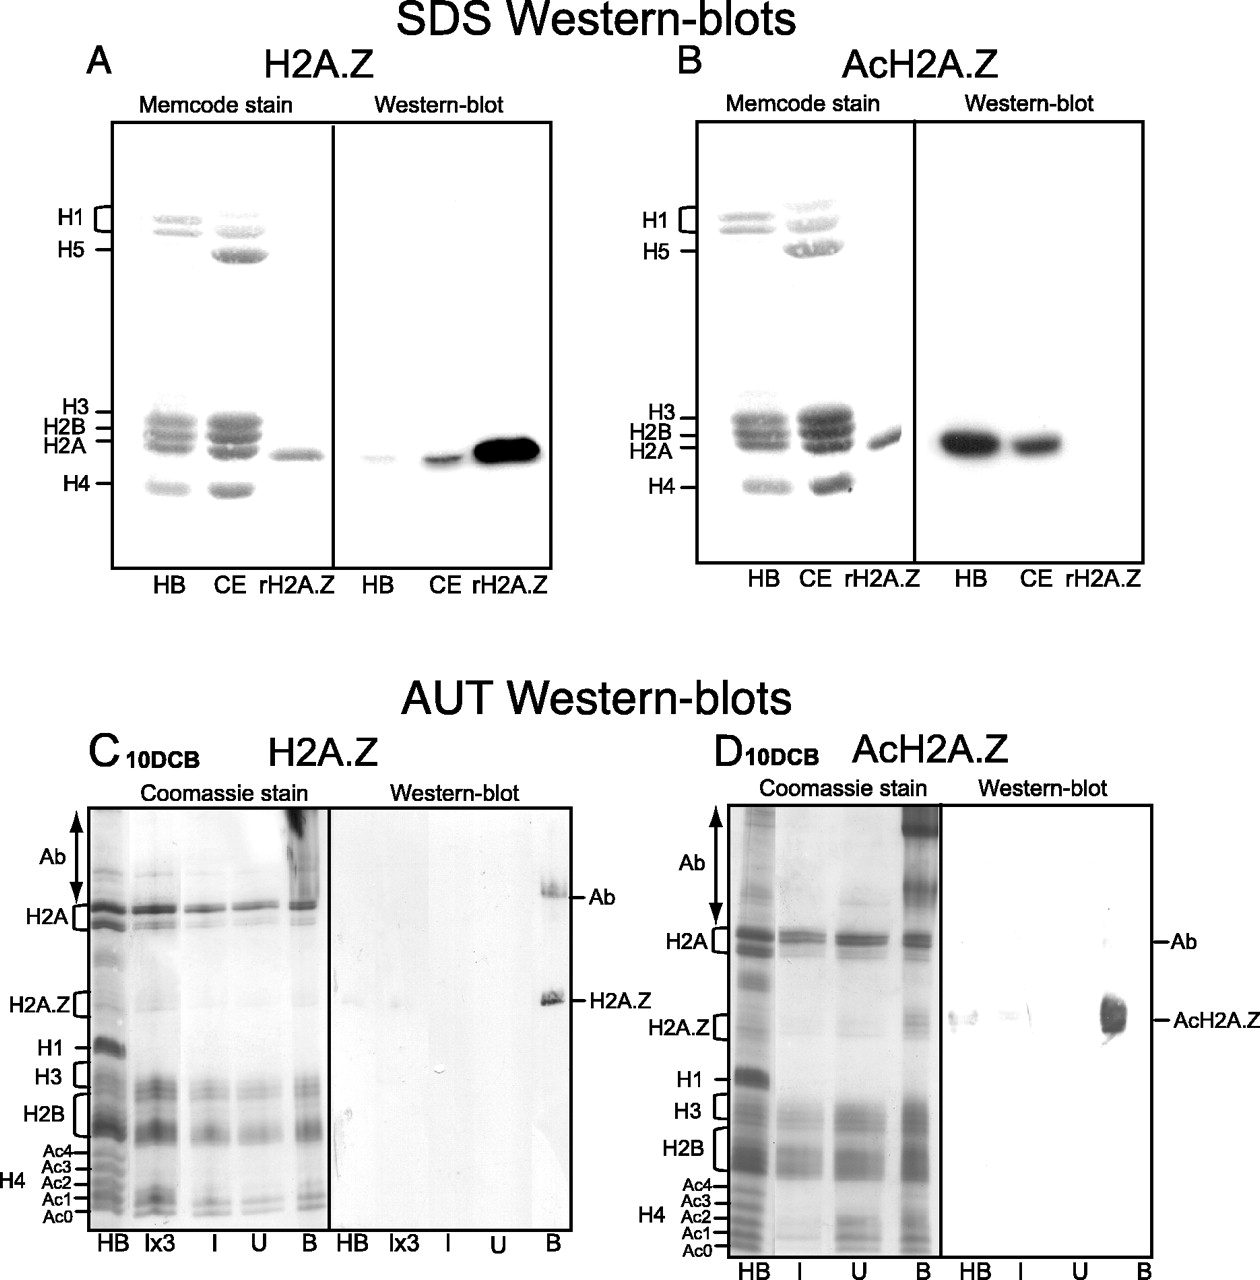 SDS Western-blots
A H2A.Z
B AcH2A.Z
Memcode stain Western-blot
Memcode stain Western-blot
H1
H5
H3
H2B
H2A
H4
HB CE rH2A.Z HB CE rH2A.Z
H1
H5
H3
H2B
H2A
H4
HB CE rH2A.Z HB CE rH2A.Z
AUT Western-blots
C 10DCB H2A.Z
Coomassie stain Western-blot
Ab
H2A
H2A.Z
H1
H3
H2B
Ac4
Ac3
H4 Ac2
Ac1
Ac0
Ab
H2A.Z
HB Ix3 I U B HB Ix3 I U B
D 10DCB AcH2A.Z
Coomassie stain Western-blot
Ab
H2A
H2A.Z
H1
H3
H2B
Ac4
Ac3
H4 Ac2
Ac1
Ac0
Ab
AcH2A.Z
HB I U B HB I U B